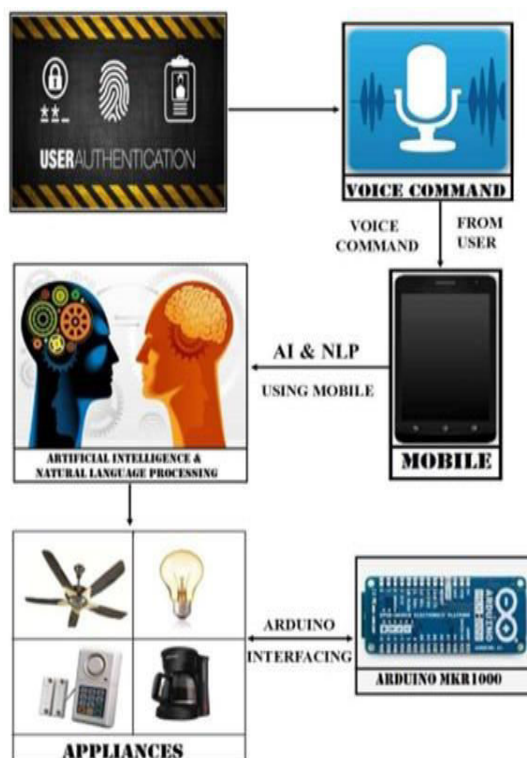 **_
USERAUTHENTICATION
VOICE COMMAND
VOICE
COMMAND
FROM
USER
AI & NLP
USING MOBILE
MOBILE
ARTIFICIAL INTELLIGENCE &
NATURAL LANGUAGE PROCESSING
ARDUINO
INTERFACING
ARDUINO
ARDUINO MKR1000
APPLIANCES